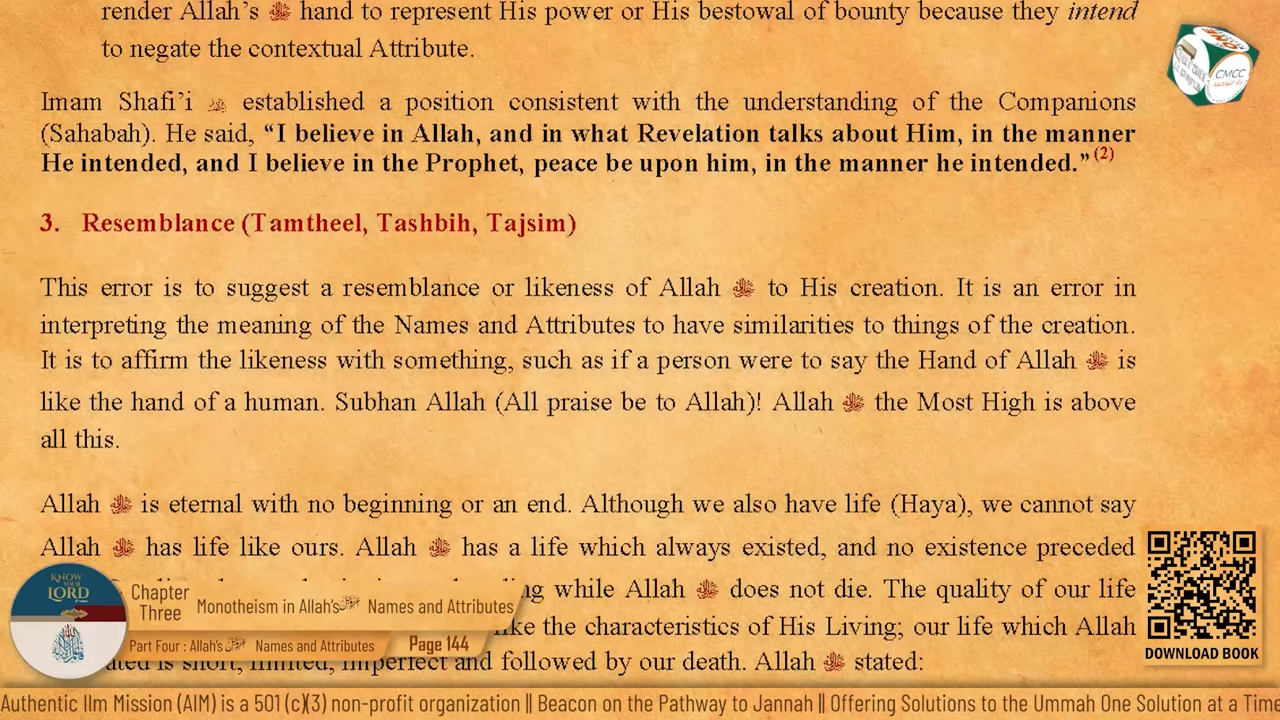 render Allah's ﷻ hand to represent His power or His bestowal of bounty because they intend
to negate the contextual Attribute.
Imam Shafi'i established a position consistent with the understanding of the Companions
(Sahabah). He said, “I believe in Allah, and in what Revelation talks about Him, in the manner
He intended, and I believe in the Prophet, peace be upon him, in the manner he intended.” (2)
3. Resemblance (Tamtheel, Tashbih, Tajsim)
This error is to suggest a resemblance or likeness of Allah ﷻ to His creation. It is an error in
interpreting the meaning of the Names and Attributes to have similarities to things of the creation.
It is to affirm the likeness with something, such as if a person were to say the Hand of Allah ﷻ is
like the hand of a human. Subhan Allah (All praise be to Allah)! Allah ﷻ the Most High is above
all this.
Allah ﷻ is eternal with no beginning or an end. Although we also have life (Haya), we cannot say
Allah ﷻ has life like ours. Allah ﷻ has a life which always existed, and no existence preceded
while Allah ﷻ does not die. The quality of our life
the characteristics of His Living; our life which Allah
is short, limited, imperfect and followed by our death. Allah ﷻ stated:
KNOW YOUR LORD
Chapter Three
Monotheism in Allah's ﷻ Names and Attributes
Part Four : Allah's ﷻ Names and Attributes
Page 144
CMCC
DOWNLOAD BOOK
Authentic Ilm Mission (AIM) is a 501 (c)(3) non-profit organization || Beacon on the Pathway to Jannah || Offering Solutions to the Ummah One Solution at a Time